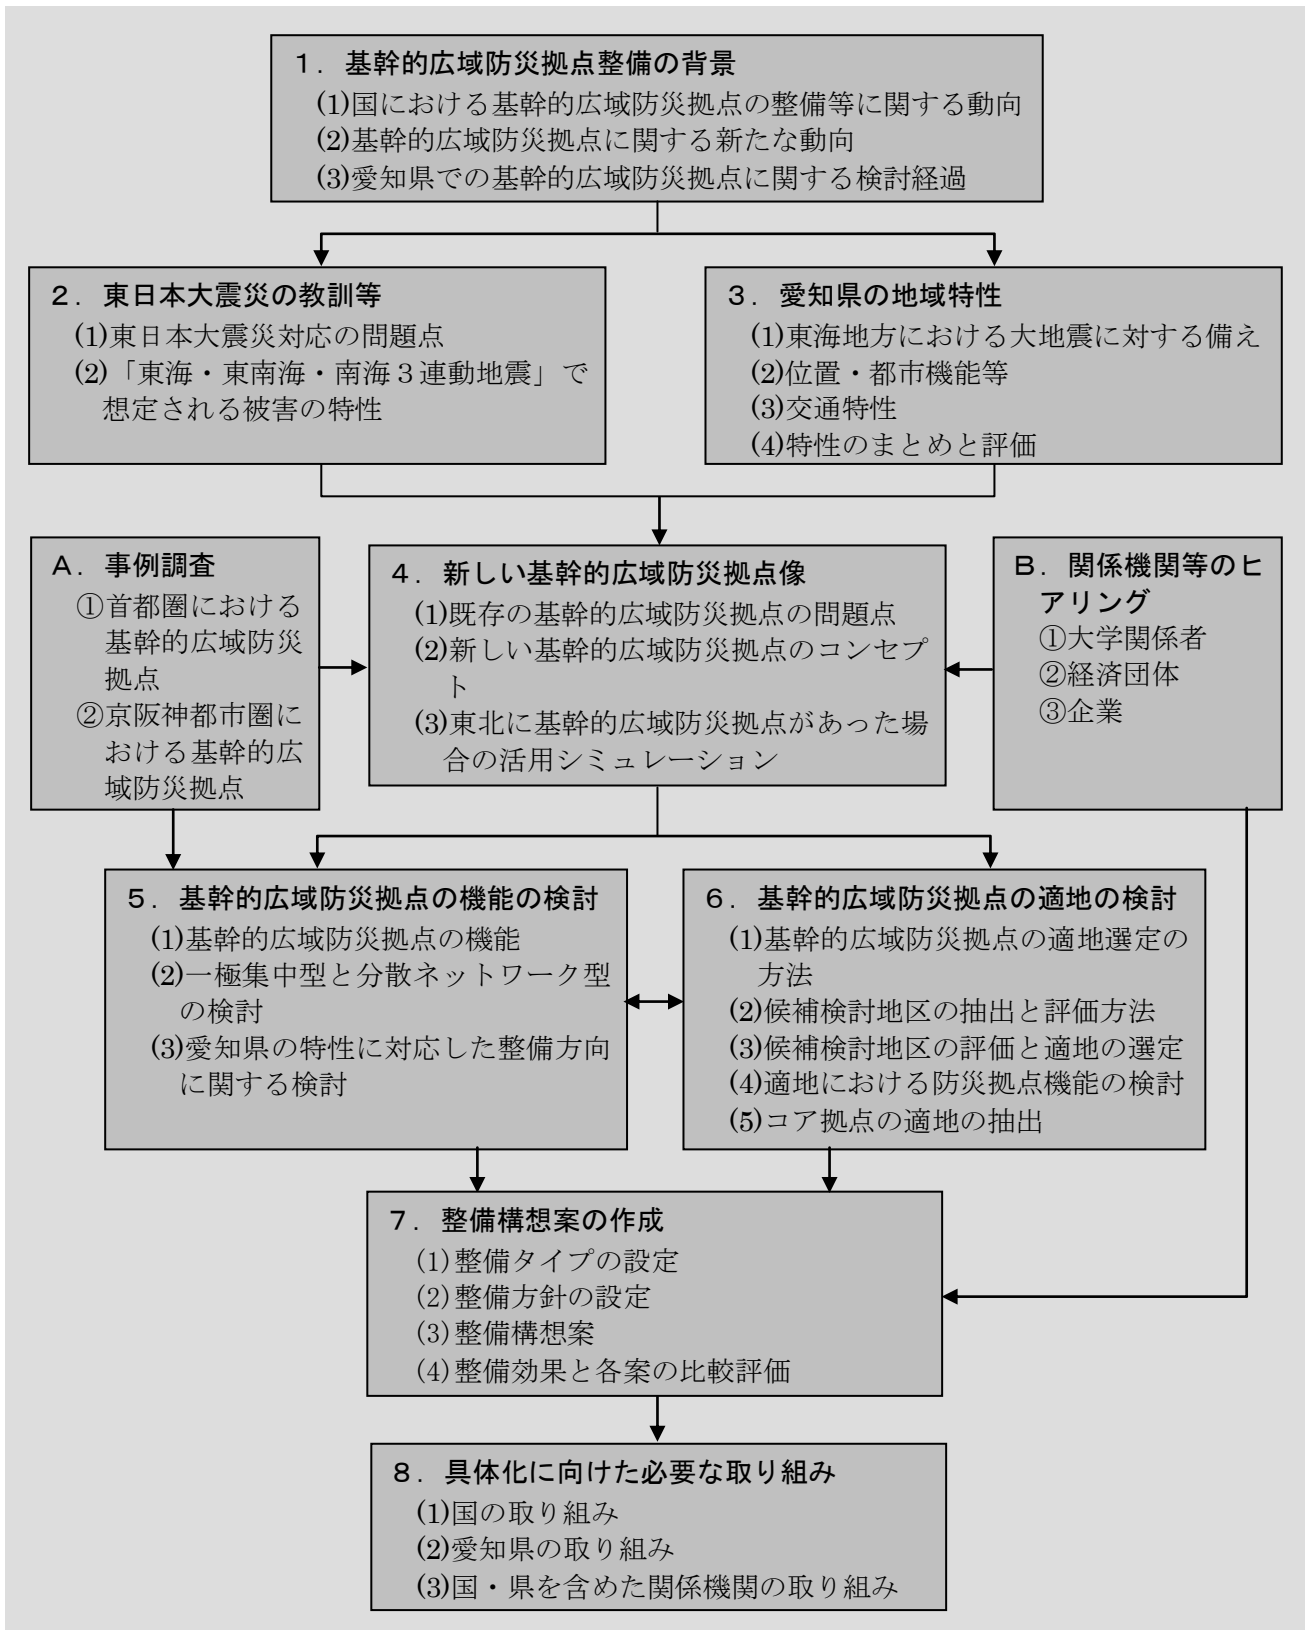 １．基幹的広域防災拠点整備の背景
(1)国における基幹的広域防災拠点の整備等に関する動向
(2)基幹的広域防災拠点に関する新たな動向
(3)愛知県での基幹的広域防災拠点に関する検討経過
２．東日本大震災の教訓等
(1)東日本大震災対応の問題点
(2)「東海・東南海・南海３連動地震」で
想定される被害の特性
３．愛知県の地域特性
(1)東海地方における大地震に対する備え
(2)位置・都市機能等
(3)交通特性
(4)特性のまとめと評価
Ａ．事例調査
①首都圏における
基幹的広域防災
拠点
②京阪神都市圏に
おける基幹的広
域防災拠点
４．新しい基幹的広域防災拠点像
(1)既存の基幹的広域防災拠点の問題点
(2)新しい基幹的広域防災拠点のコンセプ
ト
(3)東北に基幹的広域防災拠点があった場
合の活用シミュレーション
Ｂ．関係機関等のヒ
アリング
①大学関係者
②経済団体
③企業
５．基幹的広域防災拠点の機能の検討
(1)基幹的広域防災拠点の機能
(2)一極集中型と分散ネットワーク型
の検討
(3)愛知県の特性に対応した整備方向
に関する検討
６．基幹的広域防災拠点の適地の検討
(1)基幹的広域防災拠点の適地選定の
方法
(2)候補検討地区の抽出と評価方法
(3)候補検討地区の評価と適地の選定
(4)適地における防災拠点機能の検討
(5)コア拠点の適地の抽出
７．整備構想案の作成
(1)整備タイプの設定
(2)整備方針の設定
(3)整備構想案
(4)整備効果と各案の比較評価
８．具体化に向けた必要な取り組み
(1)国の取り組み
(2)愛知県の取り組み
(3)国・県を含めた関係機関の取り組み